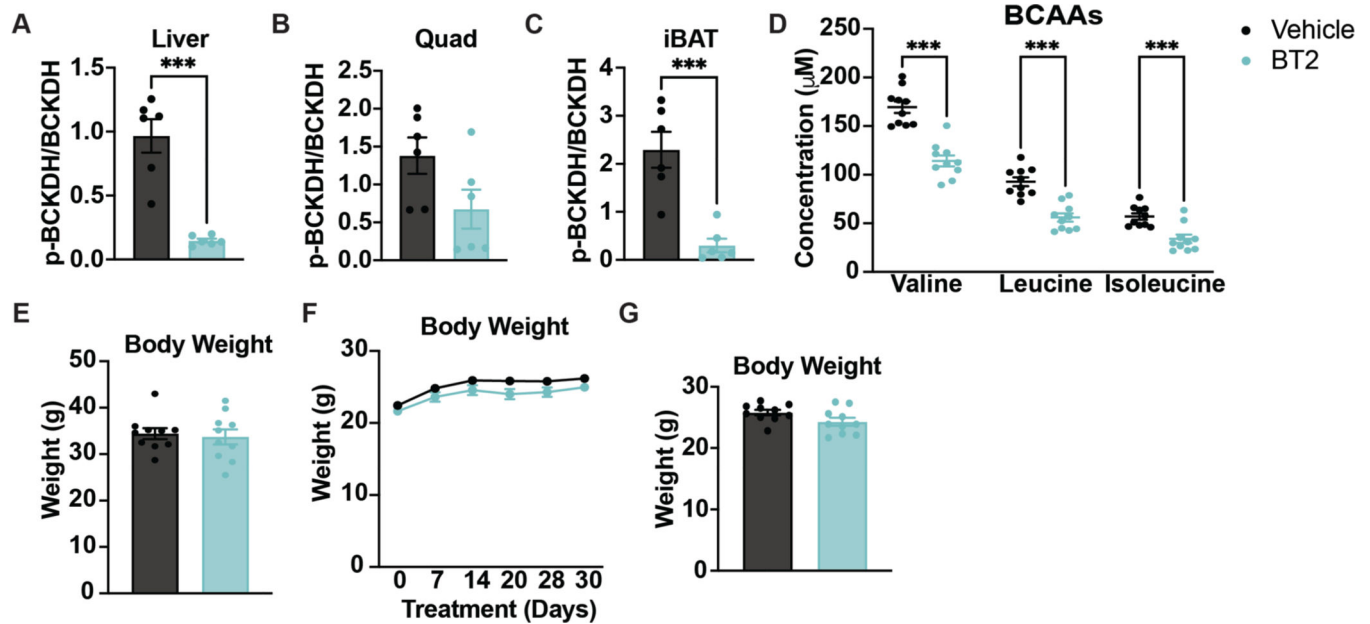 A
Liver
***
p-BCKDH/BCKDH
1.5
1.0
0.5
0.0
B
Quad
p-BCKDH/BCKDH
2.5
2.0
1.5
1.0
0.5
0.0
C
iBAT
***
p-BCKDH/BCKDH
4
3
2
1
0
D
BCAAs
*** *** ***
Concentration (μM)
250
200
150
100
50
0
Valine Leucine Isoleucine
Vehicle
BT2
E
Body Weight
Weight (g)
50
40
30
20
10
0
F
Body Weight
Weight (g)
30
20
10
0
0 7 14 20 28 30
Treatment (Days)
G
Body Weight
Weight (g)
30
20
10
0